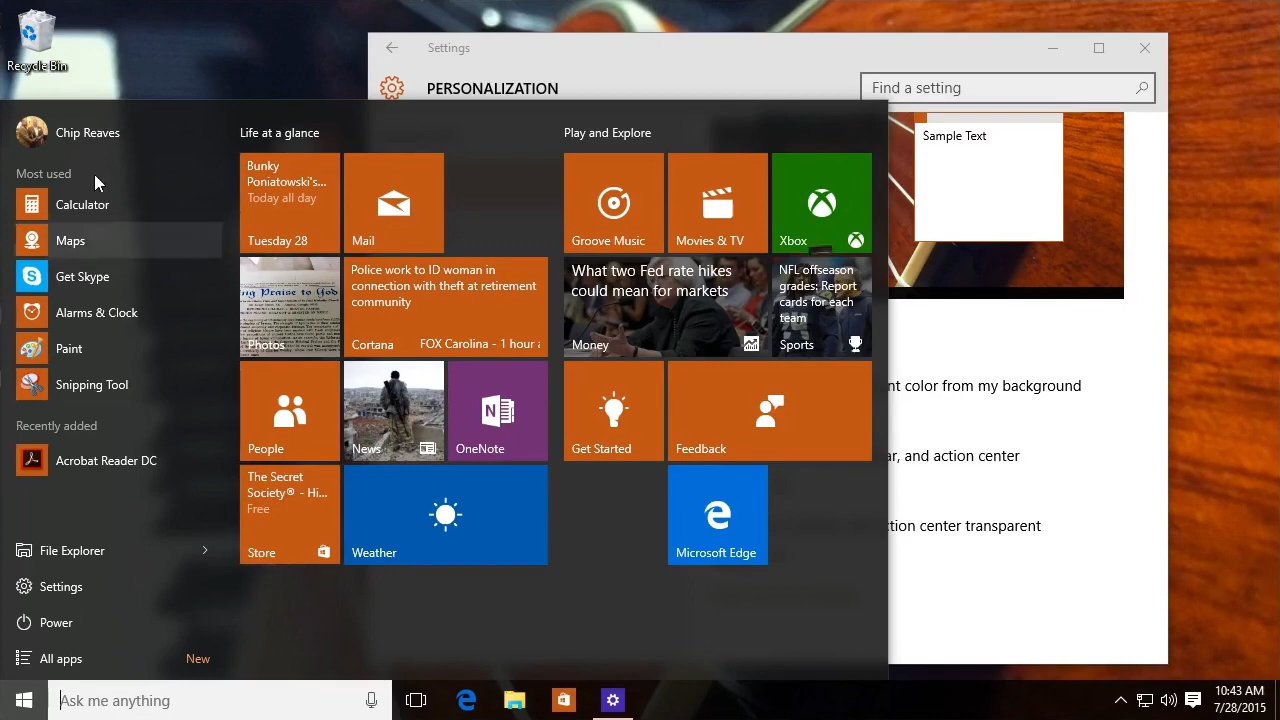 Recycle Bin
Settings
PERSONALIZATION
Find a setting
Sample Text
nt color from my background
ar, and action center
ction center transparent
Chip Reaves
Most used
Calculator
Maps
Get Skype
Alarms & Clock
Paint
Snipping Tool
Recently added
Acrobat Reader DC
File Explorer
Settings
Power
All apps
New
Life at a glance
Bunky
Poniatowski's...
Today all day
Tuesday 28
Mail
Photos
Police work to ID woman in
connection with theft at retirement
community
Cortana
FOX Carolina - 1 hour a
People
News
OneNote
The Secret
Society® - Hi...
Free
Store
Weather
Play and Explore
Groove Music
Movies & TV
Xbox
What two Fed rate hikes
could mean for markets
Money
NFL offseason
grades: Report
cards for each
team
Sports
Get Started
Feedback
Microsoft Edge
Ask me anything
10:43 AM
7/28/2015